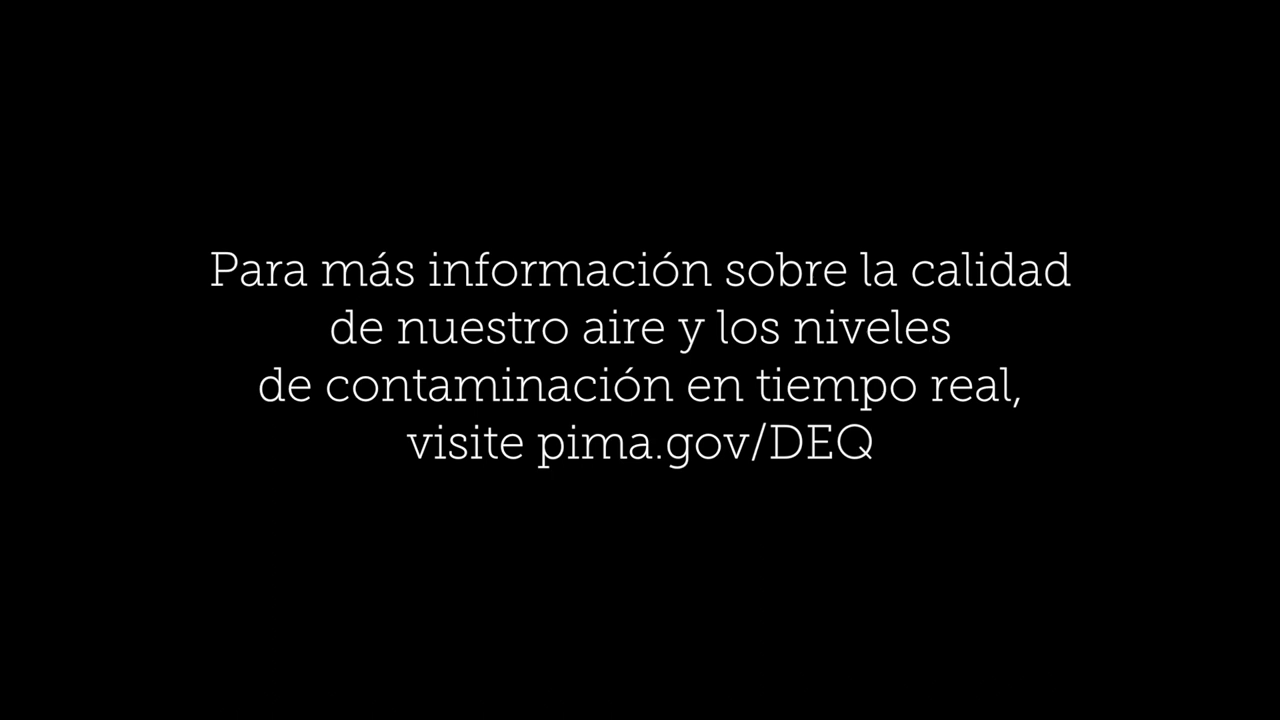 Para más información sobre la calidad
de nuestro aire y los niveles
de contaminación en tiempo real,
visite pima.gov/DEQ